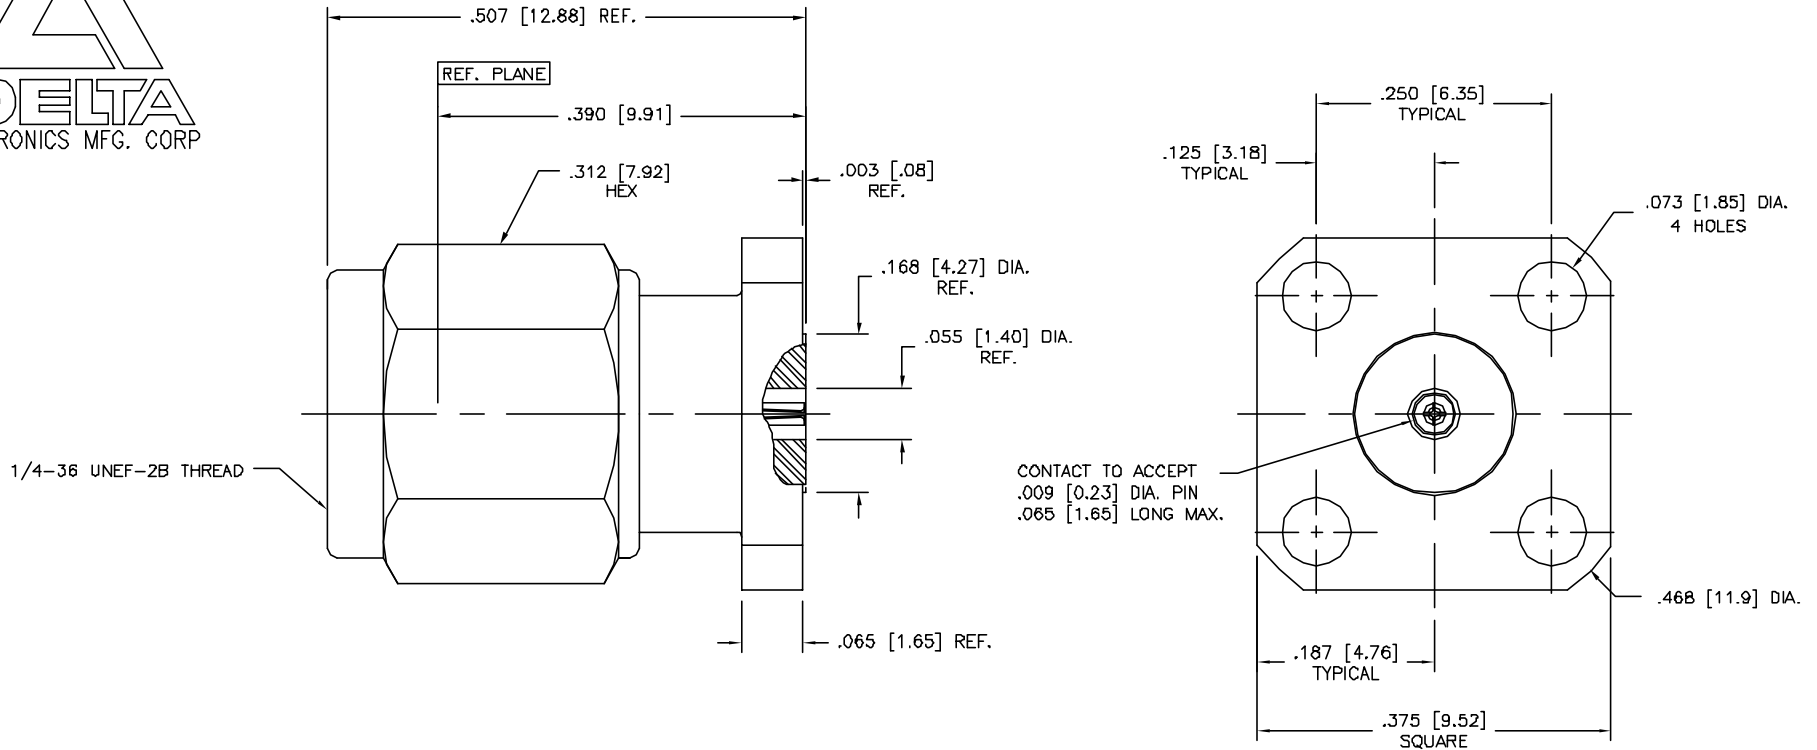 DELTA
RONICS MFG. CORP
.507 [12.88] REF.
REF. PLANE
.390 [9.91]
.312 [7.92]
HEX
.003 [.08]
REF.
.168 [4.27] DIA.
REF.
.055 [1.40] DIA.
REF.
1/4-36 UNEF-2B THREAD
.065 [1.65] REF.
.250 [6.35]
TYPICAL
.125 [3.18]
TYPICAL
.073 [1.85] DIA.
4 HOLES
CONTACT TO ACCEPT
.009 [0.23] DIA. PIN
.065 [1.65] LONG MAX.
.468 [11.9] DIA.
.187 [4.76]
TYPICAL
.375 [9.52]
SQUARE